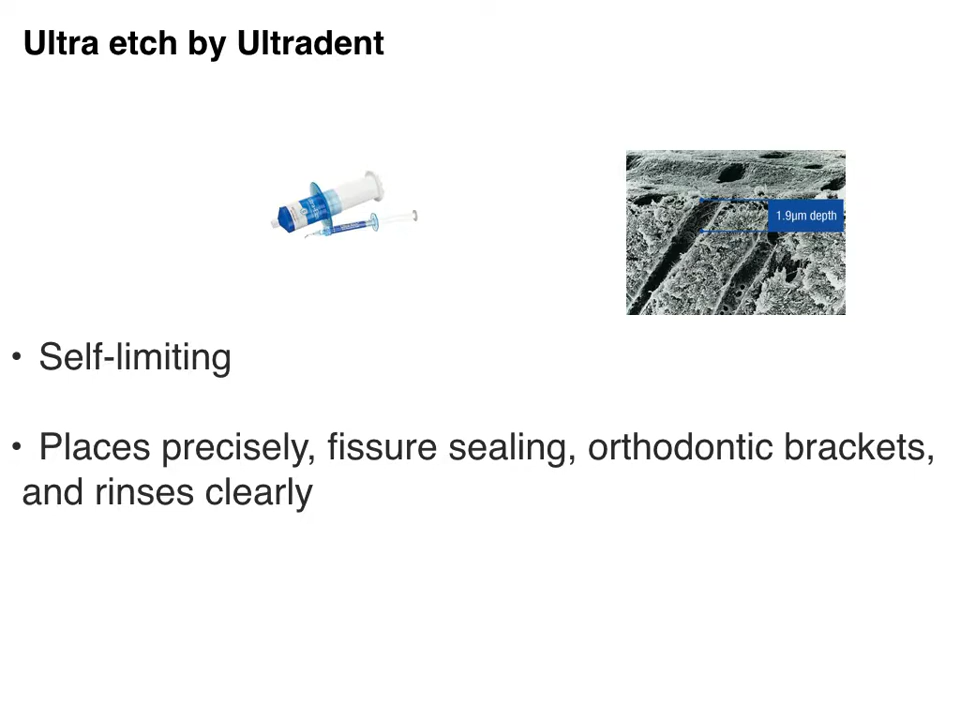 Ultra etch by Ultradent
1.9µm depth
• Self-limiting
• Places precisely, fissure sealing, orthodontic brackets,
and rinses clearly